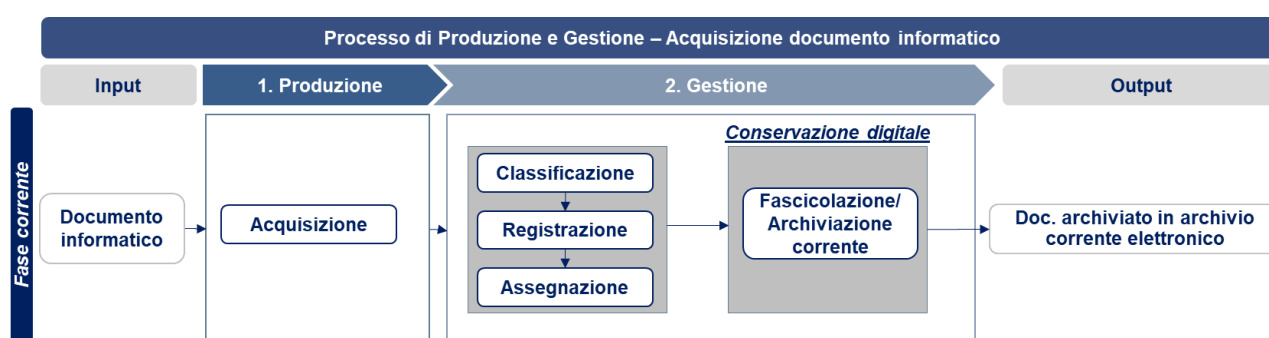 Processo di Produzione e Gestione – Acquisizione documento informatico
Input
1. Produzione
2. Gestione
Output
Fase corrente
Documento
informatico
Acquisizione
Classificazione
Registrazione
Assegnazione
Conservazione digitale
Fascicolazione/
Archiviazione
corrente
Doc. archiviato in archivio
corrente elettronico